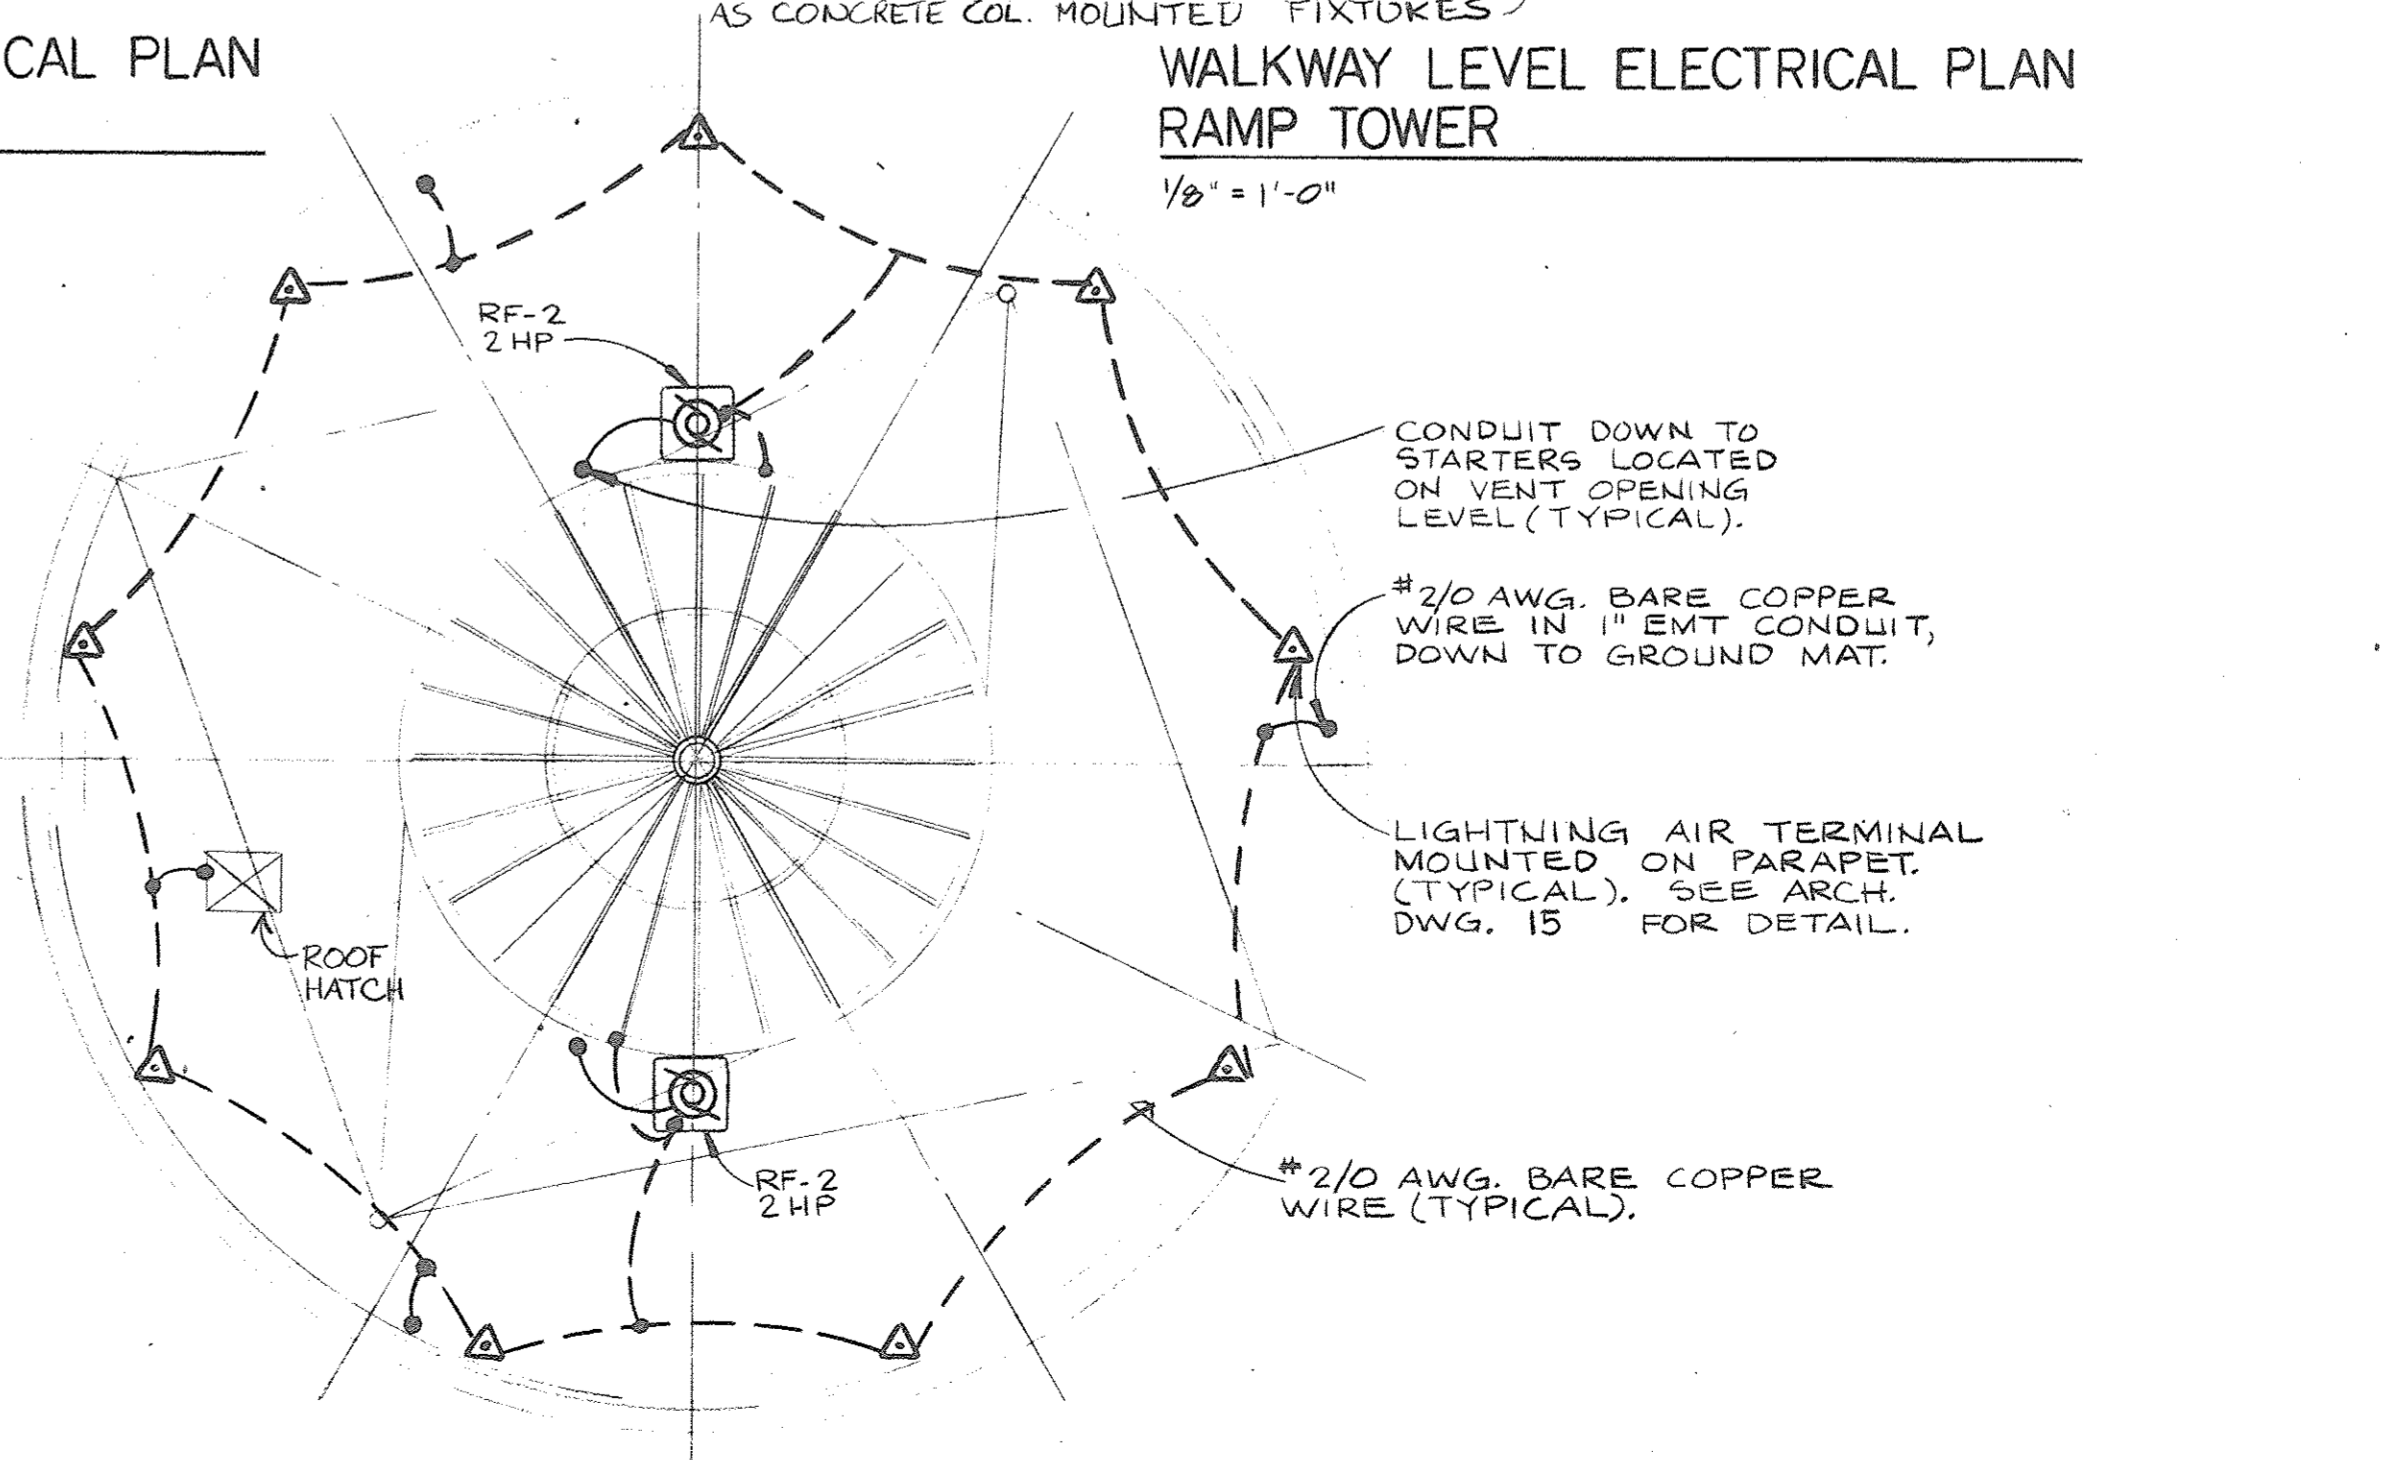 AS CONCRETE COL. MOUNTED FIXTURES
CAL PLAN
WALKWAY LEVEL ELECTRICAL PLAN
RAMP TOWER
1/8" = 1'-0"
RF-2
2 HP
CONDUIT DOWN TO
STARTERS LOCATED
ON VENT OPENING
LEVEL (TYPICAL).
#2/0 AWG. BARE COPPER
WIRE IN 1" EMT CONDUIT,
DOWN TO GROUND MAT.
LIGHTNING AIR TERMINAL
MOUNTED ON PARAPET.
(TYPICAL). SEE ARCH.
DWG. 15 FOR DETAIL.
ROOF
HATCH
RF-2
2 HP
#2/0 AWG. BARE COPPER
WIRE (TYPICAL).